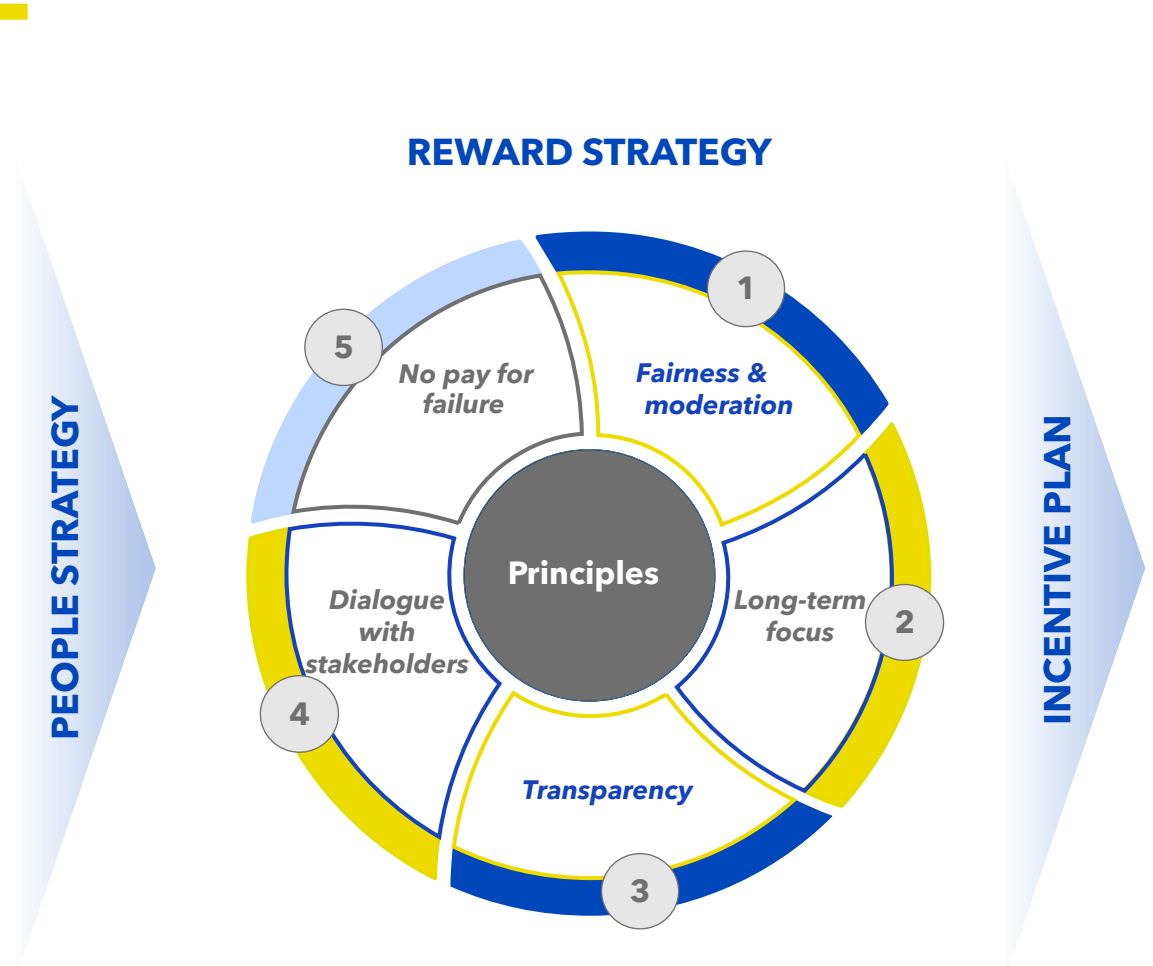 REWARD STRATEGY
PEOPLE STRATEGY
1
Fairness &
moderation
2
Long-term
focus
3
Transparency
4
Dialogue
with
stakeholders
5
No pay for
failure
Principles
INCENTIVE PLAN